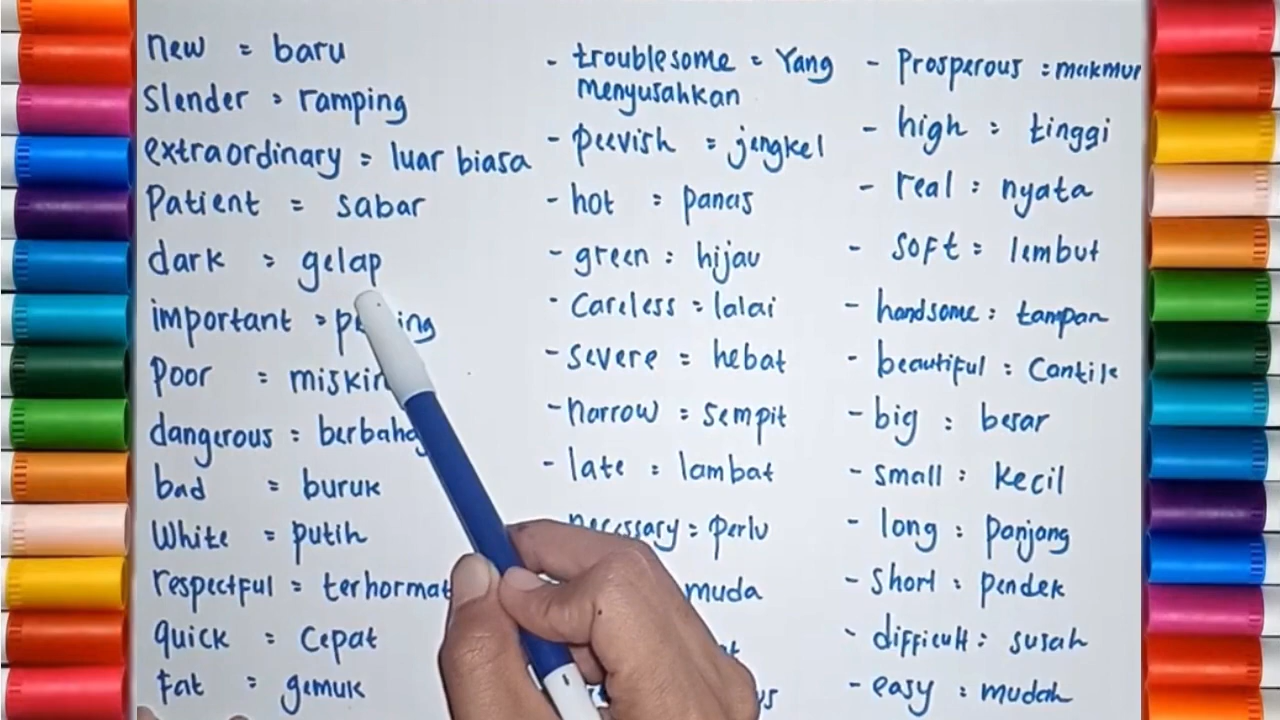 new = baru
Slender = ramping
extraordinary = luar biasa
Patient = sabar
dark = gelap
important =
Poor = miskin
dangerous =
bad = buruk
White = putih
respectful = terhormat
quick = Cepat
Fat = gemuk
- troublesome = Yang
menyusahkan
- peevish = jengkel
- hot = panas
- green = hijau
- Careless = lalai
- severe = hebat
- narrow = sempit
- late = lambat
necessary = perlu
muda
- Prosperous = makmur
- high = tinggi
- real = nyata
- soft = lembut
- handsome = tampan
- beautiful = Cantik
- big = besar
- small = kecil
- long = panjang
- short = pendek
- difficult = susah
- easy = mudah